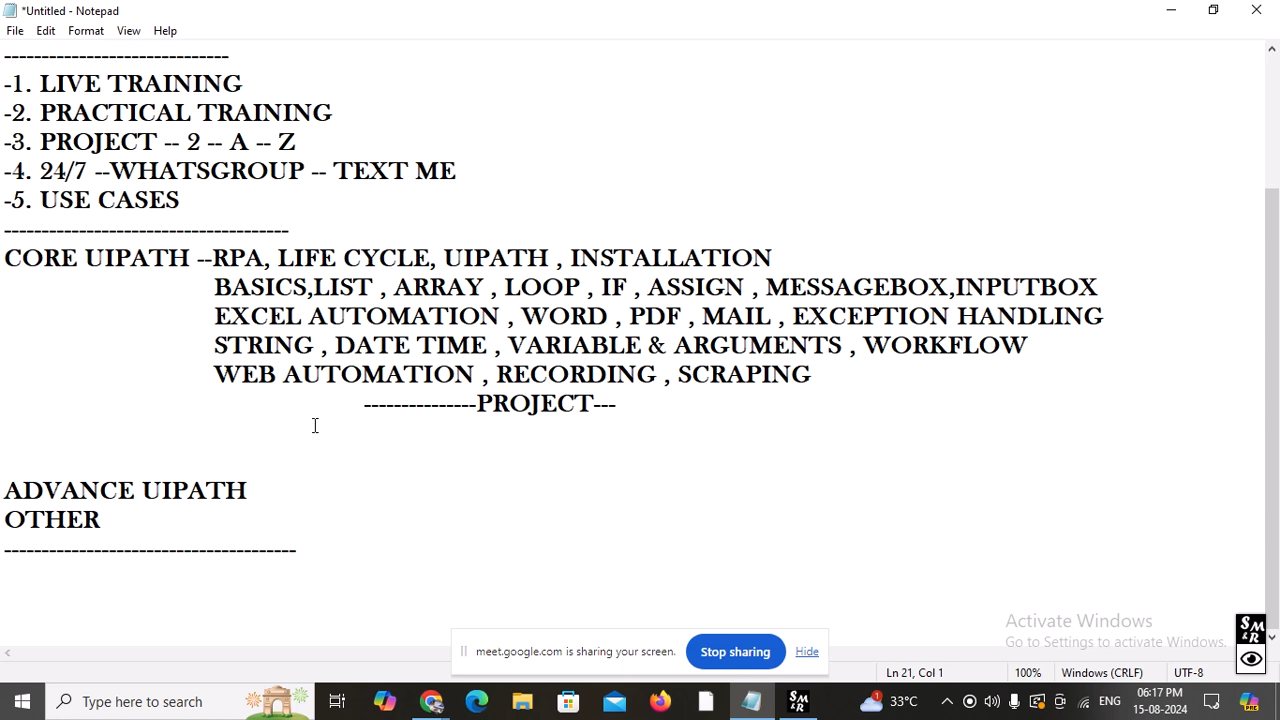 *Untitled - Notepad
File Edit Format View Help
------------------------------
-1. LIVE TRAINING
-2. PRACTICAL TRAINING
-3. PROJECT -- 2 -- A -- Z
-4. 24/7 --WHATSGROUP -- TEXT ME
-5. USE CASES
--------------------------------------
CORE UIPATH --RPA, LIFE CYCLE, UIPATH , INSTALLATION
BASICS,LIST , ARRAY , LOOP , IF , ASSIGN , MESSAGEBOX,INPUTBOX
EXCEL AUTOMATION , WORD , PDF , MAIL , EXCEPTION HANDLING
STRING , DATE TIME , VARIABLE & ARGUMENTS , WORKFLOW
WEB AUTOMATION , RECORDING , SCRAPING
---------------PROJECT---
ADVANCE UIPATH
OTHER
---------------------------------------
Activate Windows
Go to Settings to activate Windows.
SM
&R
meet.google.com is sharing your screen. Stop sharing Hide
Ln 21, Col 1 100% Windows (CRLF) UTF-8
Type here to search
SM
&R
1 33°C ENG 06:17 PM
15-08-2024
PRE